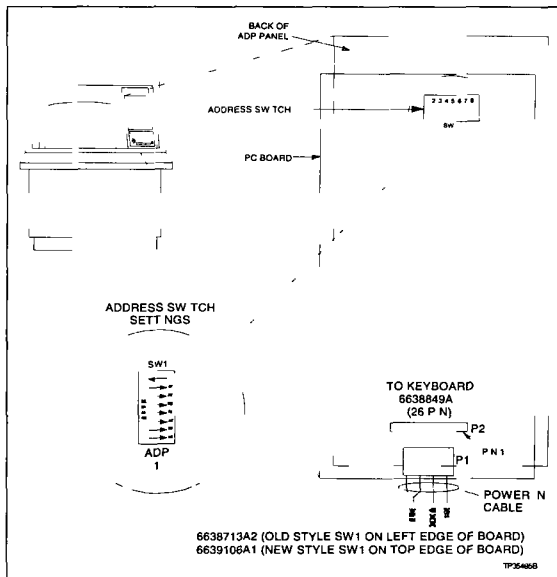 BACK OF
ADP PANEL
ADDRESS SW TCH
2 3 4 5 6 7 8
SW
PC BOARD
ADDRESS SW TCH
SETT NGS
SW1
ADP
1
TO KEYBOARD
6638849A
(26 P N)
P2
P N 1
P1
POWER N
CABLE
6638713A2 (OLD STYLE SW1 ON LEFT EDGE OF BOARD)
6639106A1 (NEW STYLE SW1 ON TOP EDGE OF BOARD)
TP35486B